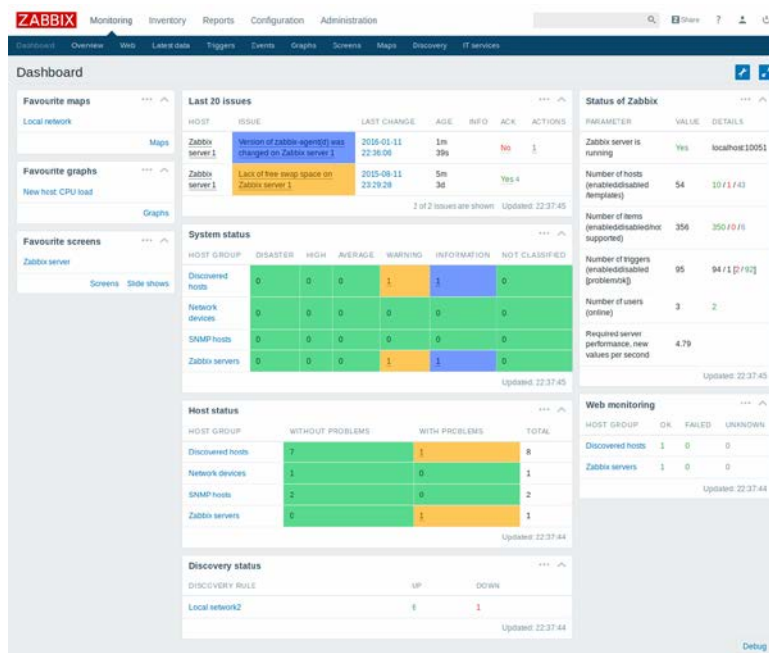 ZABBIX Monitoring Inventory Reports Configuration Administration Share ?
Dashboard Overview Web Latest data Triggers Events Graphs Screens Maps Discovery IT services
Dashboard
Favourite maps
Local network
Maps
Favourite graphs
New host: CPU load
Graphs
Favourite screens
Zabbix server
Screens Slide shows
Last 20 issues
HOST ISSUE LAST CHANGE AGE INFO ACK ACTIONS
Zabbix server 1 Version of zabbix-agent(d) was changed on Zabbix server 1 2016-01-11 22:36:06 1m 39s No 1
Zabbix server 1 Lack of free swap space on Zabbix server 1 2015-08-11 23:29:28 5m 3d Yes 4
2 of 2 issues are shown Updated: 22:37:45
System status
HOST GROUP DISASTER HIGH AVERAGE WARNING INFORMATION NOT CLASSIFIED
Discovered hosts 0 0 0 1 1 0
Network devices 0 0 0 0 0 0
SNMP hosts 0 0 0 0 0 0
Zabbix servers 0 0 0 1 1 0
Updated: 22:37:45
Host status
HOST GROUP WITHOUT PROBLEMS WITH PROBLEMS TOTAL
Discovered hosts 7 1 8
Network devices 1 0 1
SNMP hosts 2 0 2
Zabbix servers 0 1 1
Updated: 22:37:44
Discovery status
DISCOVERY RULE UP DOWN
Local network2 6 1
Updated: 22:37:44
Status of Zabbix
PARAMETER VALUE DETAILS
Zabbix server is running Yes localhost:10051
Number of hosts (enabled/disabled/templates) 54 10 / 1 / 43
Number of items (enabled/disabled/not supported) 356 350 / 0 / 6
Number of triggers (enabled/disabled [problem/ok]) 95 94 / 1 [2 / 92]
Number of users (online) 3 2
Required server performance, new values per second 4.79
Updated: 22:37:45
Web monitoring
HOST GROUP OK FAILED UNKNOWN
Discovered hosts 1 0 0
Zabbix servers 1 0 0
Updated: 22:37:44
Debug